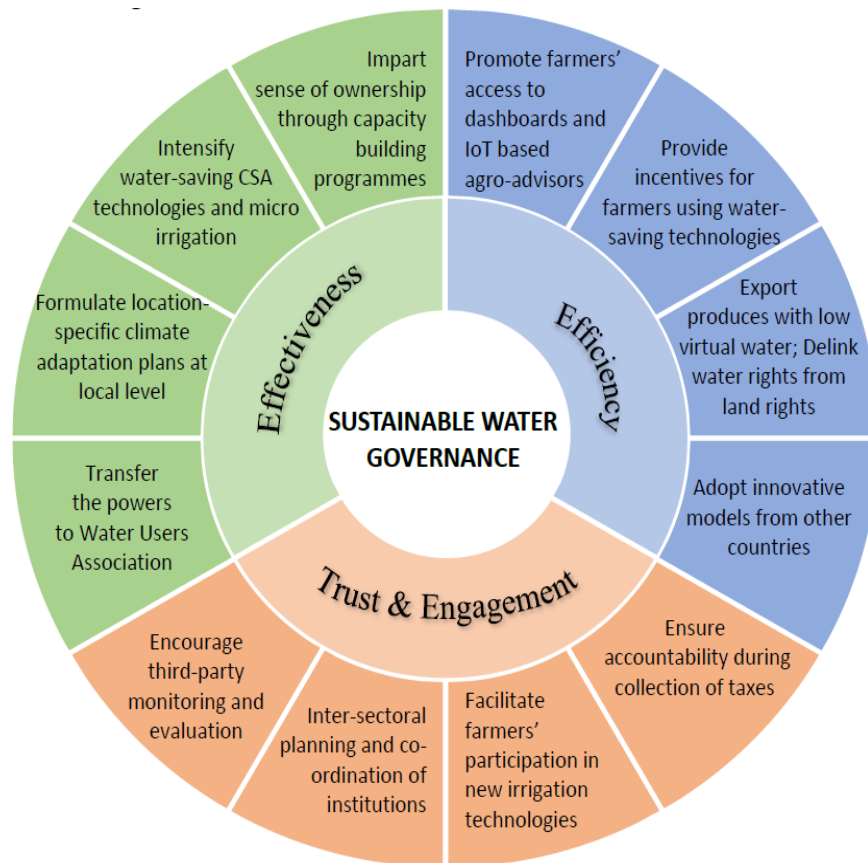 SUSTAINABLE WATER
GOVERNANCE
Effectiveness
Efficiency
Trust & Engagement
Impart
sense of ownership
through capacity
building
programmes
Promote farmers'
access to
dashboards and
IoT based
agro-advisors
Provide
incentives for
farmers using water-
saving technologies
Export
produces with low
virtual water; Delink
water rights from
land rights
Adopt innovative
models from other
countries
Ensure
accountability during
collection of taxes
Facilitate
farmers'
participation in
new irrigation
technologies
Inter-sectoral
planning and co-
ordination of
institutions
Encourage
third-party
monitoring and
evaluation
Transfer
the powers
to Water Users
Association
Formulate location-
specific climate
adaptation plans at
local level
Intensify
water-saving CSA
technologies and micro
irrigation